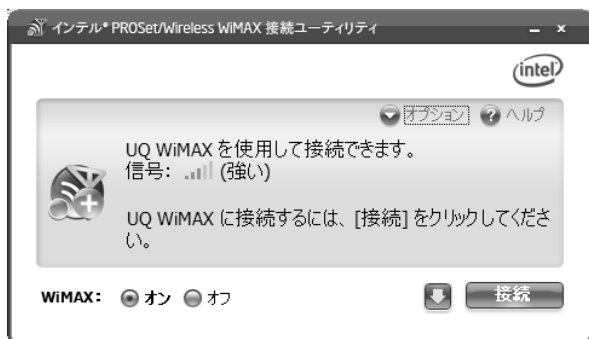 インテル® PROSet/Wireless WiMAX 接続ユーティリティ
intel
オプション ヘルプ
UQ WiMAX を使用して接続できます。
信号: (強い)
UQ WiMAX に接続するには、[接続] をクリックしてくださ
い。
WiMAX: オン オフ 接続